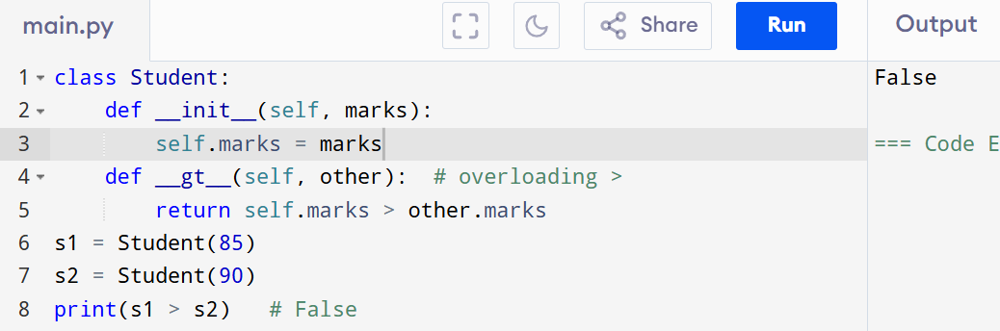 main.py Share Run Output
1 class Student:
2     def __init__(self, marks):
3         self.marks = marks
4     def __gt__(self, other):  # overloading >
5         return self.marks > other.marks
6 s1 = Student(85)
7 s2 = Student(90)
8 print(s1 > s2)   # False
False
=== Code E